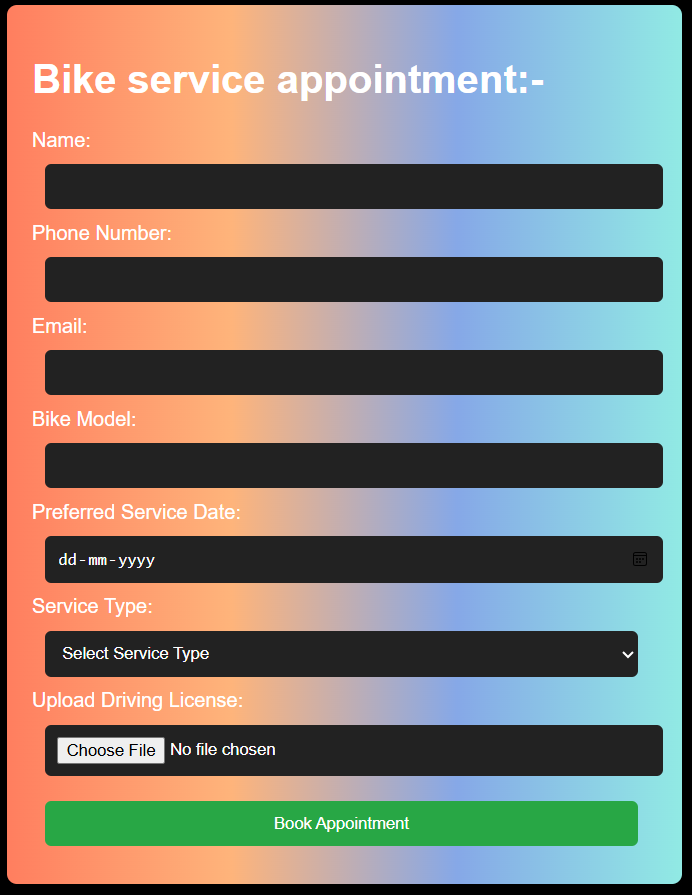 Bike service appointment:-
Name:
Phone Number:
Email:
Bike Model:
Preferred Service Date:
dd-mm-yyyy
Service Type:
Select Service Type
Upload Driving License:
Choose File No file chosen
Book Appointment